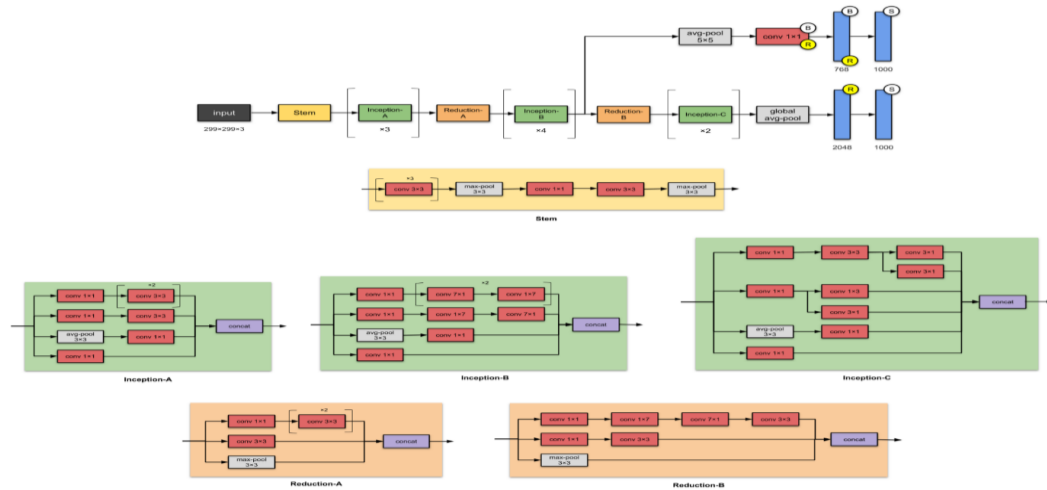 avg-pool
5×5
conv 1×1
B
R
B
R
768
S
1000
input
299×299×3
Stem
Inception-
A
×3
Reduction-
A
Inception-
B
×4
Reduction-
B
Inception-C
×2
global
avg-pool
R
2048
S
1000
×3
conv 3×3
max-pool
3×3
conv 1×1
conv 3×3
max-pool
3×3
Stem
×2
conv 1×1
conv 3×3
conv 1×1
conv 3×3
avg-pool
3×3
conv 1×1
conv 1×1
concat
Inception-A
×2
conv 1×1
conv 7×1
conv 1×7
conv 1×1
conv 1×7
conv 7×1
avg-pool
3×3
conv 1×1
conv 1×1
concat
Inception-B
conv 1×1
conv 3×3
conv 3×1
conv 3×1
conv 1×1
conv 1×3
conv 3×1
avg-pool
3×3
conv 1×1
conv 1×1
concat
Inception-C
×2
conv 1×1
conv 3×3
conv 3×3
max-pool
3×3
concat
Reduction-A
conv 1×1
conv 1×7
conv 7×1
conv 3×3
conv 1×1
conv 3×3
max-pool
3×3
concat
Reduction-B